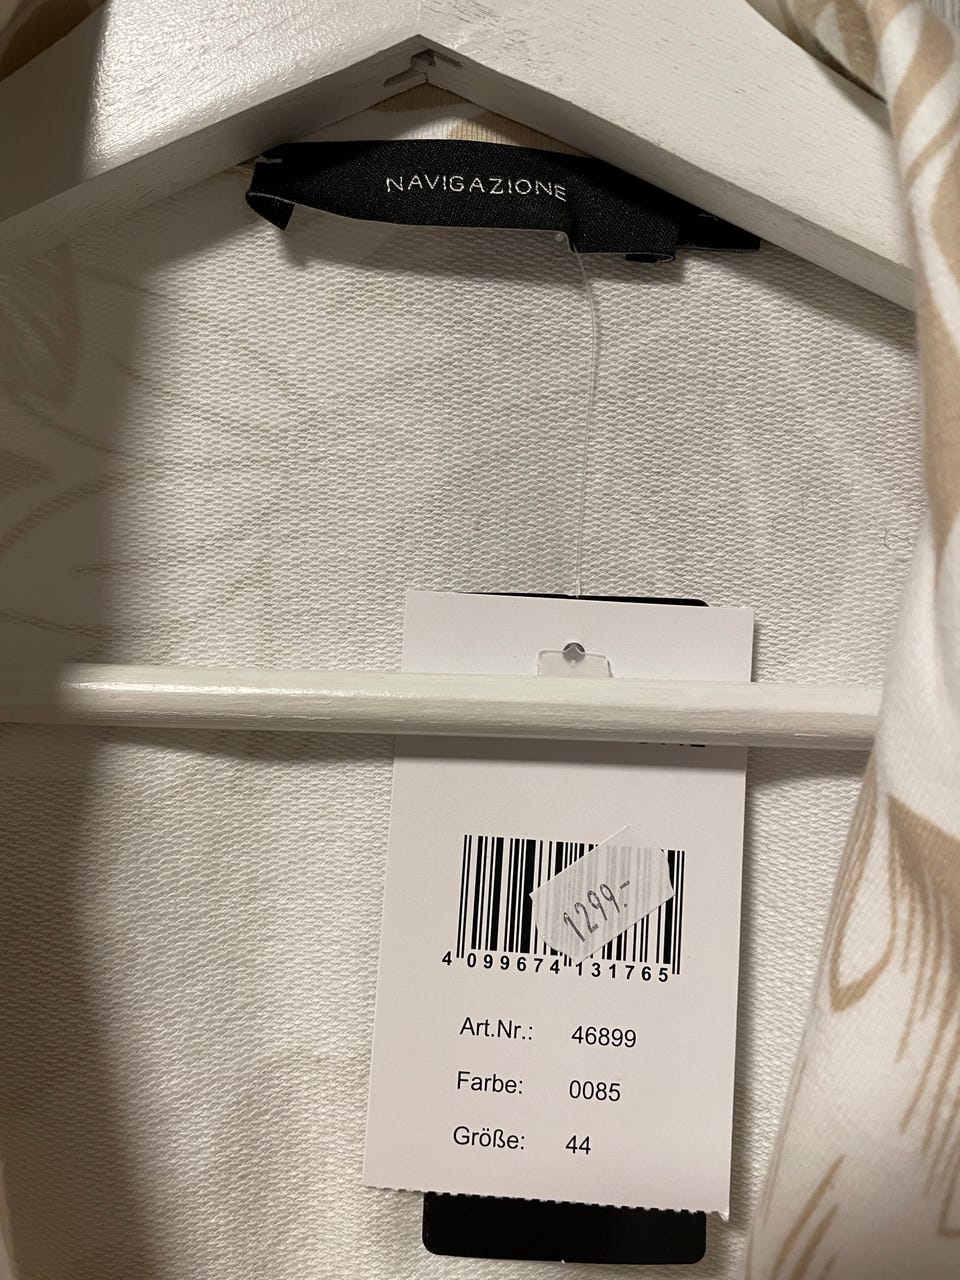 NAVIGAZIONE
1299.-
4 099674 131765
Art.Nr.: 46899
Farbe: 0085
Größe: 44